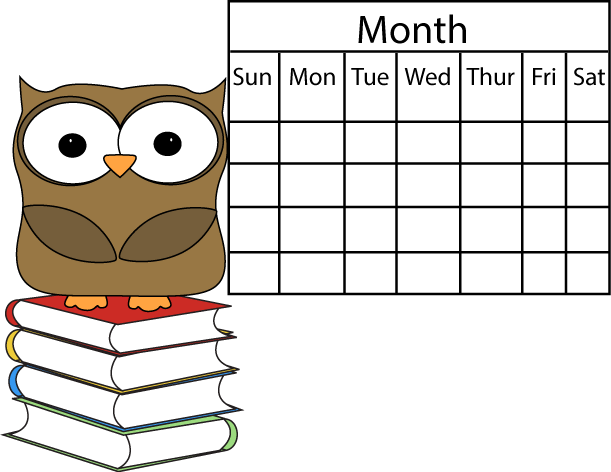 Month
Sun Mon Tue Wed Thur Fri Sat